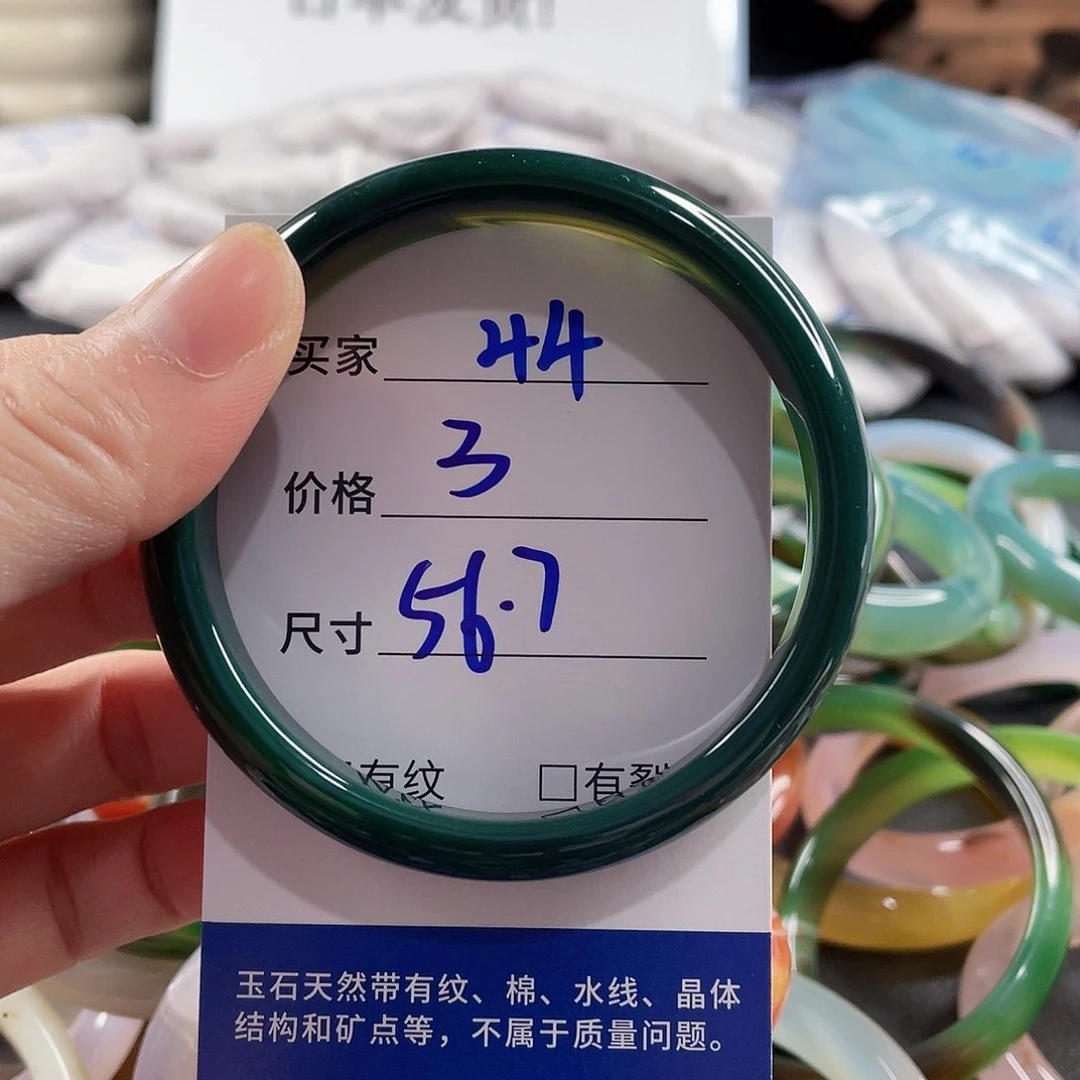 买家 44
价格 3
尺寸 56.7
有纹 □有裂
玉石天然带有纹、棉、水线、晶体
结构和矿点等，不属于质量问题。